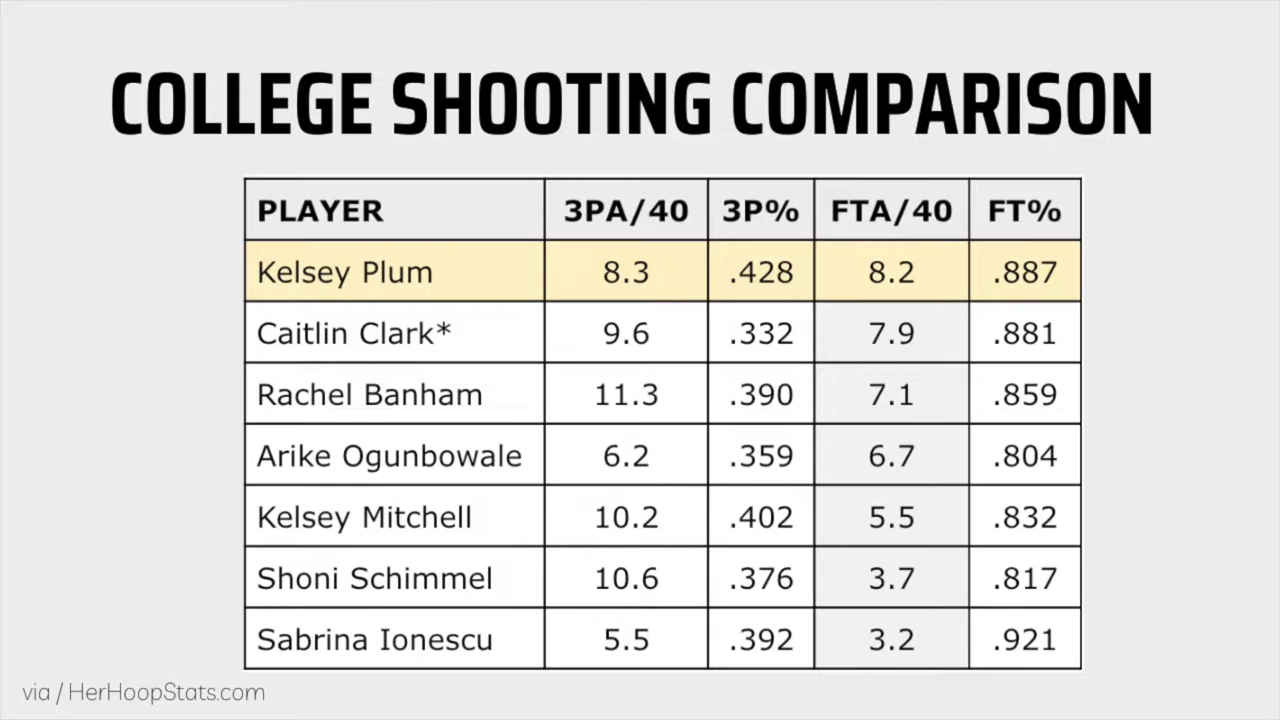 COLLEGE SHOOTING COMPARISON
PLAYER 3PA/40 3P% FTA/40 FT%
Kelsey Plum 8.3 .428 8.2 .887
Caitlin Clark* 9.6 .332 7.9 .881
Rachel Banham 11.3 .390 7.1 .859
Arike Ogunbowale 6.2 .359 6.7 .804
Kelsey Mitchell 10.2 .402 5.5 .832
Shoni Schimmel 10.6 .376 3.7 .817
Sabrina Ionescu 5.5 .392 3.2 .921
via / HerHoopStats.com